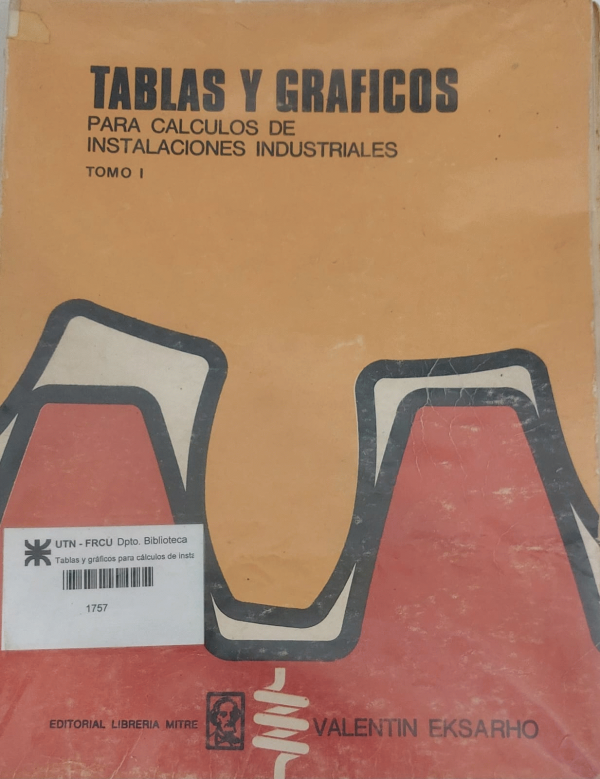 TABLAS Y GRAFICOS
PARA CALCULOS DE
INSTALACIONES INDUSTRIALES
TOMO I
UTN - FRCU Dpto. Biblioteca
Tablas y gráficos para cálculos de insta
1757
EDITORIAL LIBRERIA MITRE
VALENTIN EKSARHO